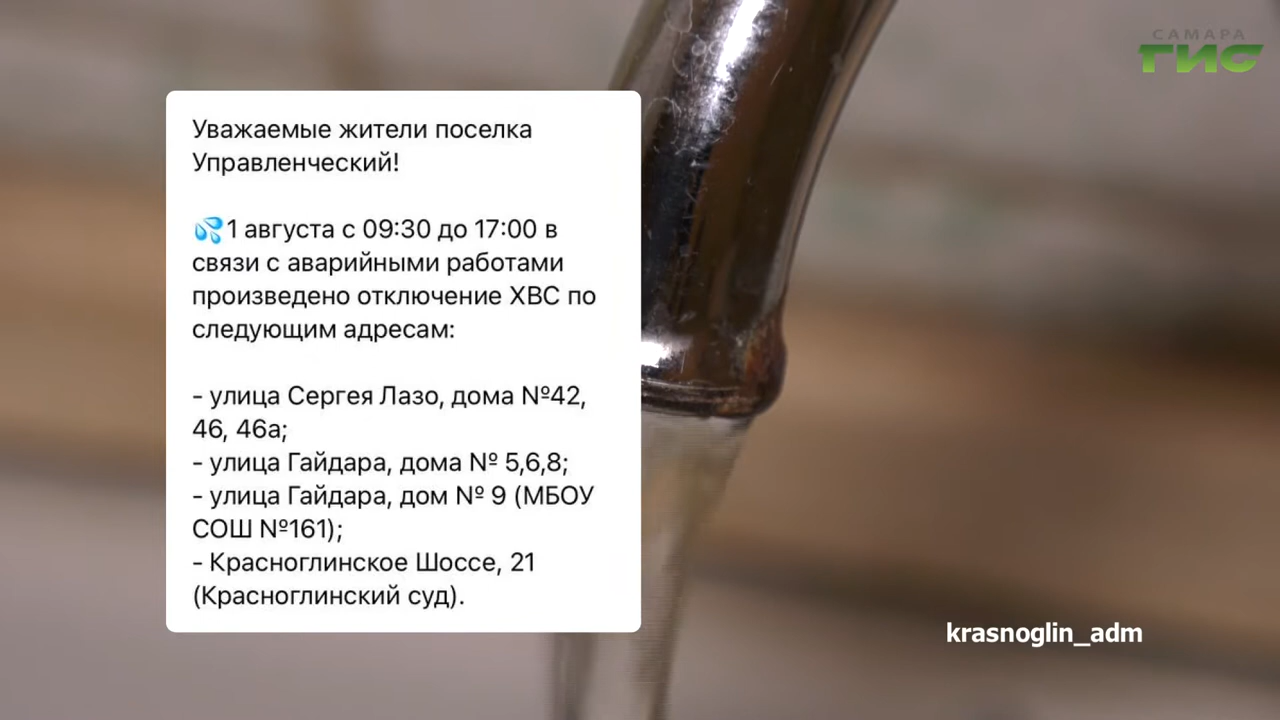 САМАРА
ГИС
Уважаемые жители поселка
Управленческий!
💦1 августа с 09:30 до 17:00 в
связи с аварийными работами
произведено отключение ХВС по
следующим адресам:
- улица Сергея Лазо, дома №42,
46, 46а;
- улица Гайдара, дома № 5,6,8;
- улица Гайдара, дом № 9 (МБОУ
СОШ №161);
- Красноглинское Шоссе, 21
(Красноглинский суд).
krasnoglin_adm